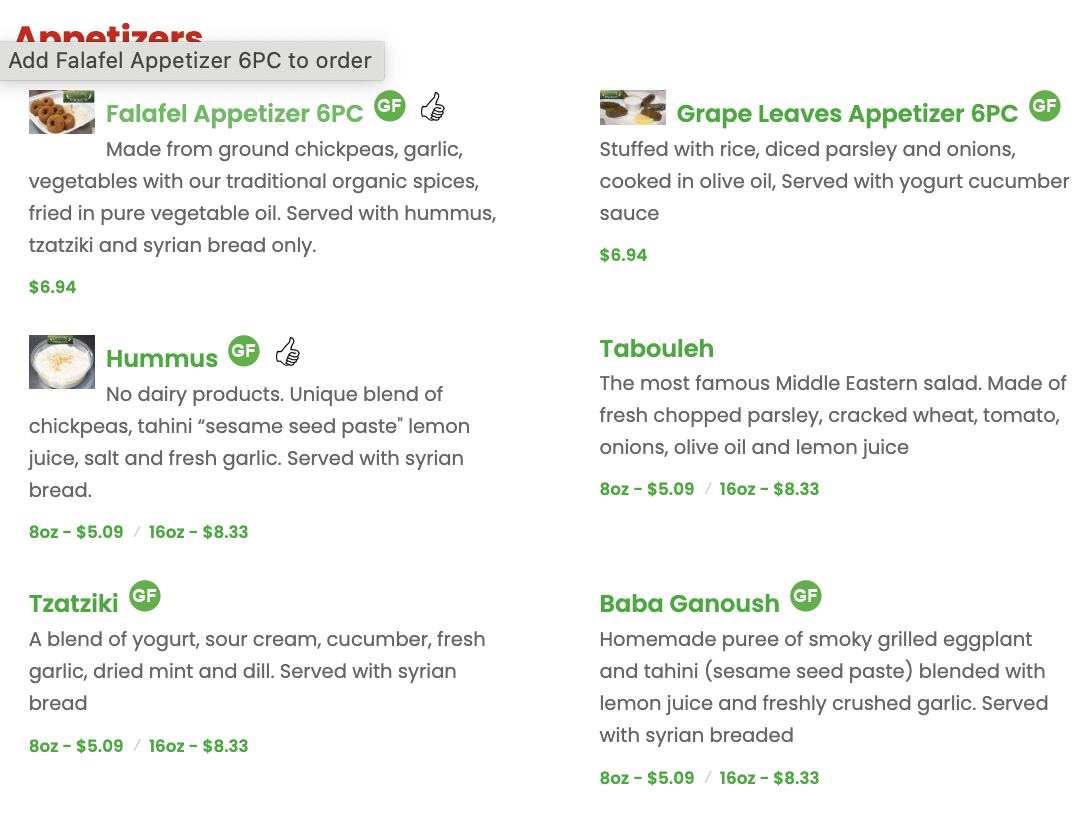 Appetizers
Add Falafel Appetizer 6PC to order
Falafel Appetizer 6PC GF
Made from ground chickpeas, garlic,
vegetables with our traditional organic spices,
fried in pure vegetable oil. Served with hummus,
tzatziki and syrian bread only.
$6.94
Grape Leaves Appetizer 6PC GF
Stuffed with rice, diced parsley and onions,
cooked in olive oil, Served with yogurt cucumber
sauce
$6.94
Hummus GF
No dairy products. Unique blend of
chickpeas, tahini “sesame seed paste" lemon
juice, salt and fresh garlic. Served with syrian
bread.
8oz - $5.09 / 16oz - $8.33
Tabouleh
The most famous Middle Eastern salad. Made of
fresh chopped parsley, cracked wheat, tomato,
onions, olive oil and lemon juice
8oz - $5.09 / 16oz - $8.33
Tzatziki GF
A blend of yogurt, sour cream, cucumber, fresh
garlic, dried mint and dill. Served with syrian
bread
8oz - $5.09 / 16oz - $8.33
Baba Ganoush GF
Homemade puree of smoky grilled eggplant
and tahini (sesame seed paste) blended with
lemon juice and freshly crushed garlic. Served
with syrian breaded
8oz - $5.09 / 16oz - $8.33